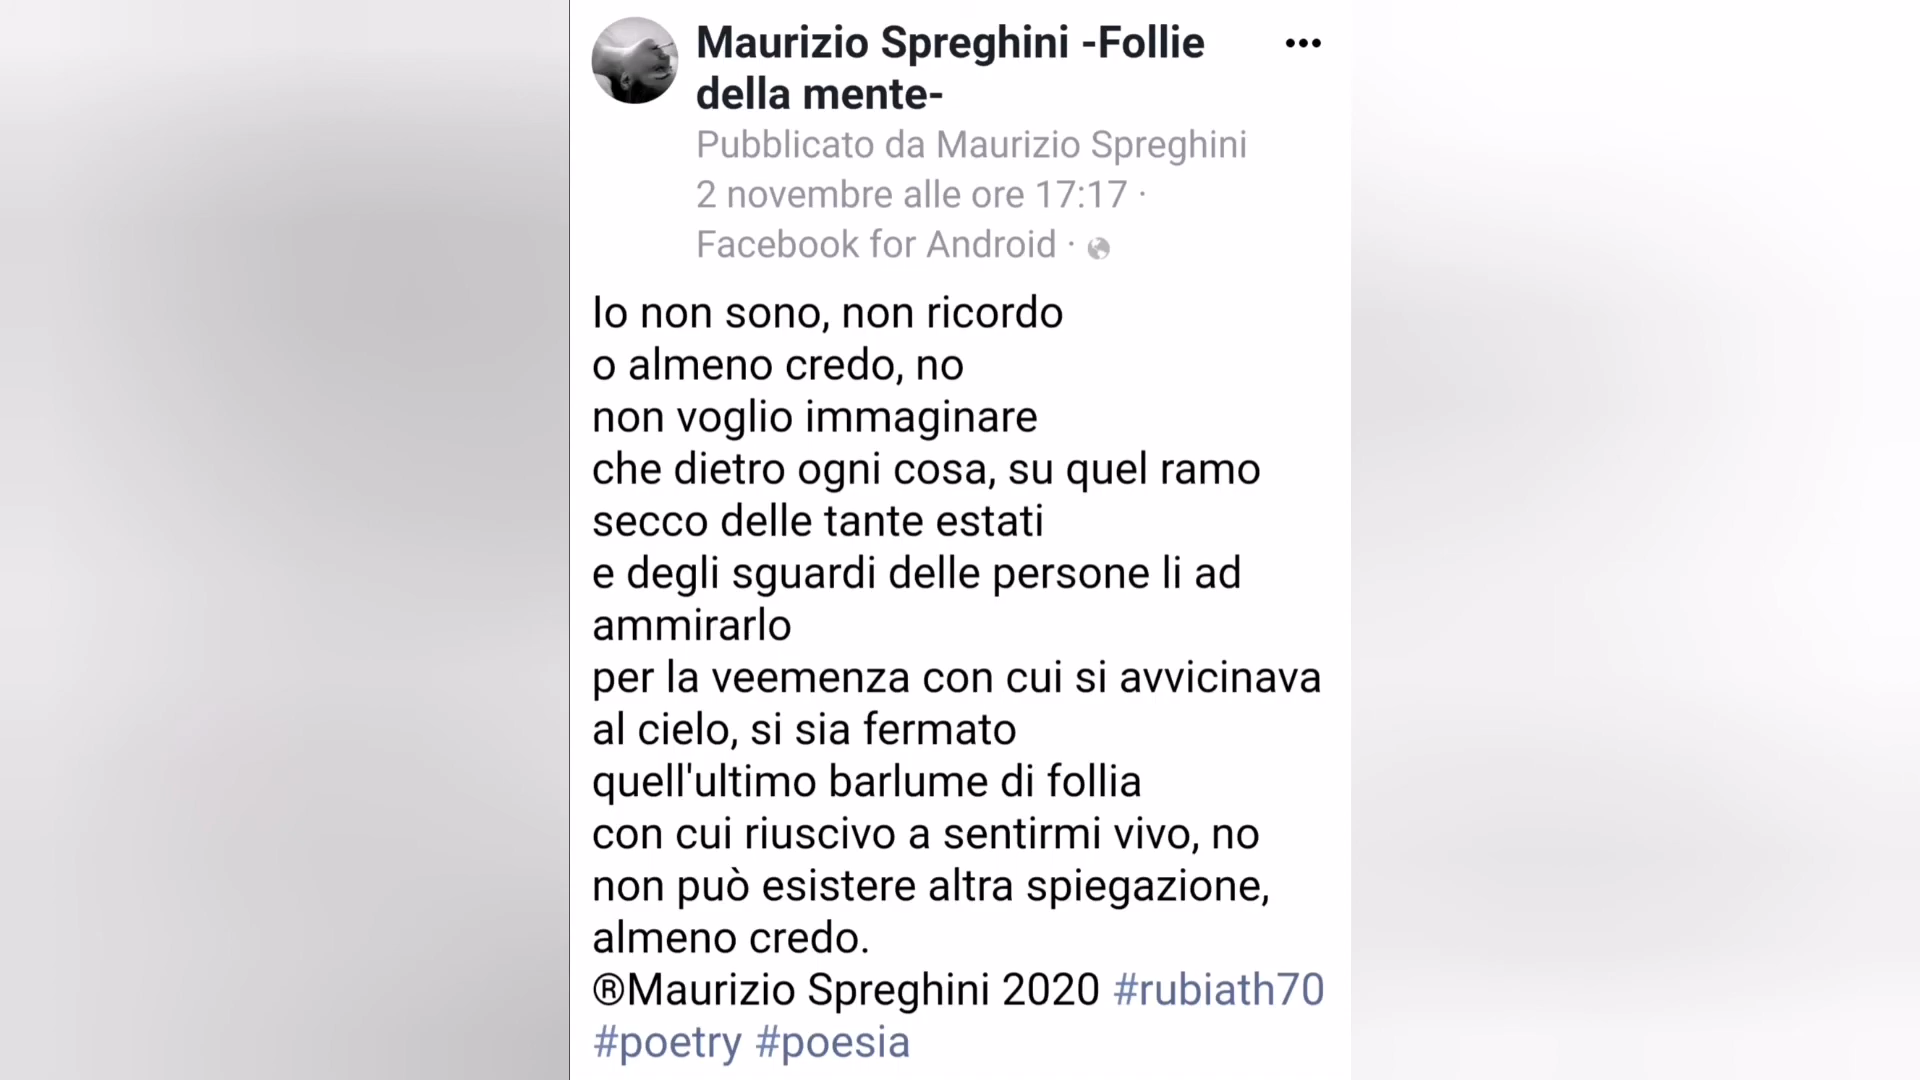 Maurizio Spreghini -Follie
della mente-
Pubblicato da Maurizio Spreghini
2 novembre alle ore 17:17 ·
Facebook for Android ·
Io non sono, non ricordo
o almeno credo, no
non voglio immaginare
che dietro ogni cosa, su quel ramo
secco delle tante estati
e degli sguardi delle persone li ad
ammirarlo
per la veemenza con cui si avvicinava
al cielo, si sia fermato
quell'ultimo barlume di follia
con cui riuscivo a sentirmi vivo, no
non può esistere altra spiegazione,
almeno credo.
®Maurizio Spreghini 2020 #rubiath70
#poetry #poesia